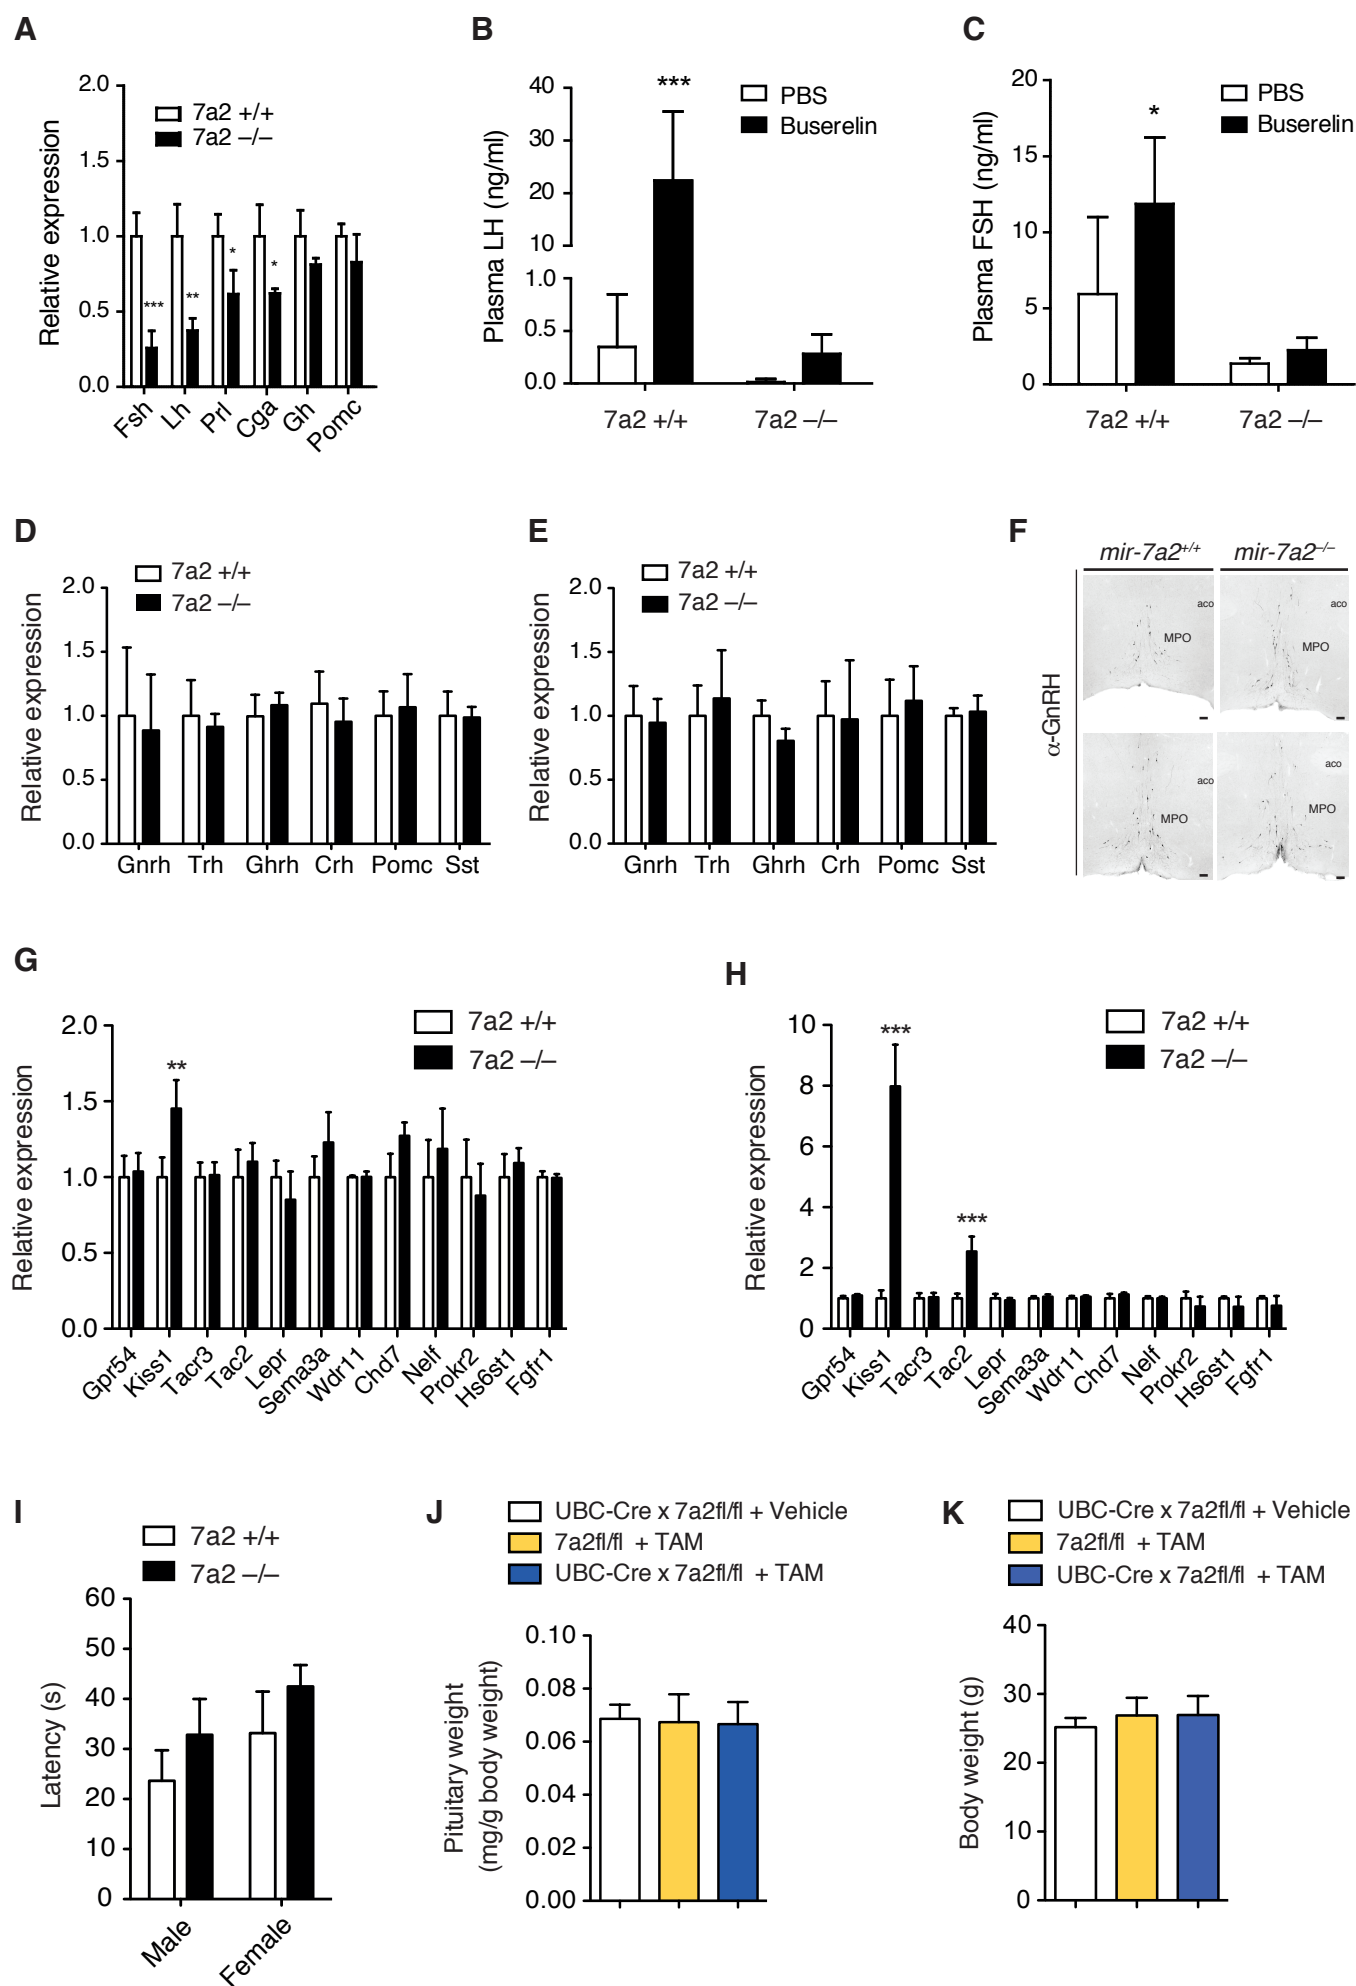 A
2.0
1.5
1.0
0.5
0.0
Relative expression
7a2 +/+
7a2 –/–
***
**
*
*
Fsh
Lh
Prl
Cga
Gh
Pomc
B
40
30
20
10
1.0
0.5
0.0
Plasma LH (ng/ml)
***
PBS
Buserelin
7a2 +/+
7a2 –/–
C
20
15
10
5
0
Plasma FSH (ng/ml)
*
PBS
Buserelin
7a2 +/+
7a2 –/–
D
7a2 +/+
7a2 –/–
2.0
1.5
1.0
0.5
0.0
Relative expression
Gnrh
Trh
Ghrh
Crh
Pomc
Sst
E
7a2 +/+
7a2 –/–
2.0
1.5
1.0
0.5
0.0
Relative expression
Gnrh
Trh
Ghrh
Crh
Pomc
Sst
F
mir-7a2+/+
mir-7a2–/–
α-GnRH
aco
MPO
aco
MPO
aco
MPO
aco
MPO
G
2.0
1.5
1.0
0.5
0.0
Relative expression
7a2 +/+
7a2 –/–
**
Gpr54
Kiss1
Tacr3
Tac2
Lepr
Sema3a
Wdr11
Chd7
Nelf
Prokr2
Hs6st1
Fgfr1
H
10
8
6
4
2
0
Relative expression
7a2 +/+
7a2 –/–
***
***
Gpr54
Kiss1
Tacr3
Tac2
Lepr
Sema3a
Wdr11
Chd7
Nelf
Prokr2
Hs6st1
Fgfr1
I
7a2 +/+
7a2 –/–
60
50
40
30
20
10
0
Latency (s)
Male
Female
J
UBC-Cre x 7a2fl/fl + Vehicle
7a2fl/fl + TAM
UBC-Cre x 7a2fl/fl + TAM
0.10
0.08
0.06
0.04
0.02
0.00
Pituitary weight
(mg/g body weight)
K
UBC-Cre x 7a2fl/fl + Vehicle
7a2fl/fl + TAM
UBC-Cre x 7a2fl/fl + TAM
40
30
20
10
0
Body weight (g)